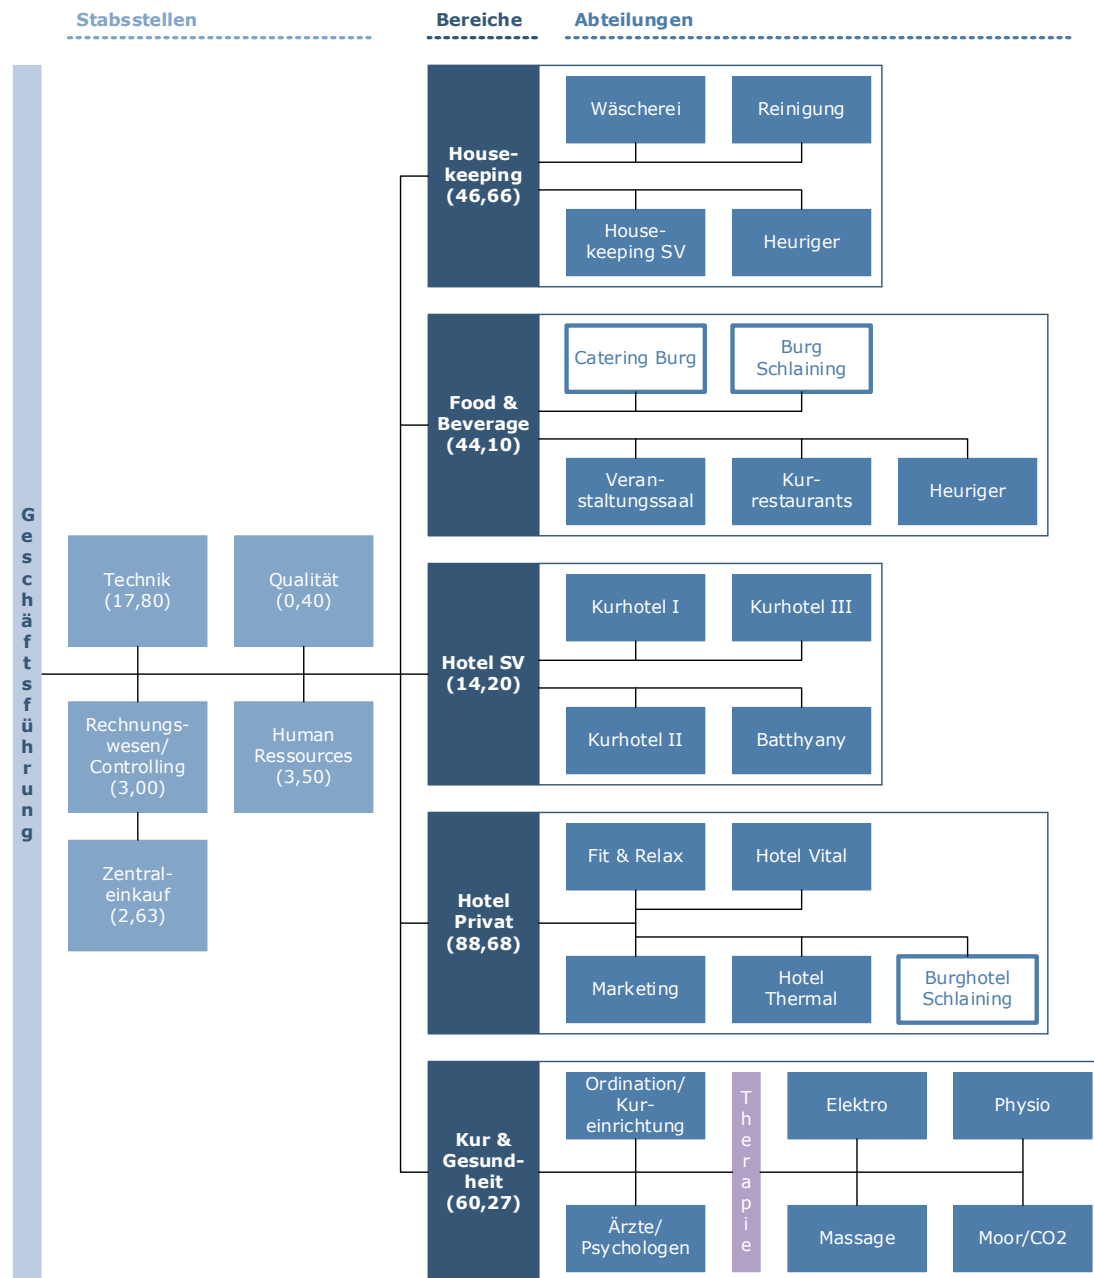 Stabsstellen
Bereiche
Abteilungen
Geschäftsführung
Technik
(17,80)
Qualität
(0,40)
Rechnungs-
wesen/
Controlling
(3,00)
Human
Ressources
(3,50)
Zentral-
einkauf
(2,63)
House-
keeping
(46,66)
Wäscherei
Reinigung
House-
keeping SV
Heuriger
Food &
Beverage
(44,10)
Catering Burg
Burg
Schlaining
Veran-
staltungssaal
Kur-
restaurants
Heuriger
Hotel SV
(14,20)
Kurhotel I
Kurhotel III
Kurhotel II
Batthyany
Hotel
Privat
(88,68)
Fit & Relax
Hotel Vital
Marketing
Hotel
Thermal
Burghotel
Schlaining
Kur &
Gesund-
heit
(60,27)
Ordination/
Kur-
einrichtung
Ärzte/
Psychologen
Therapie
Elektro
Physio
Massage
Moor/CO2